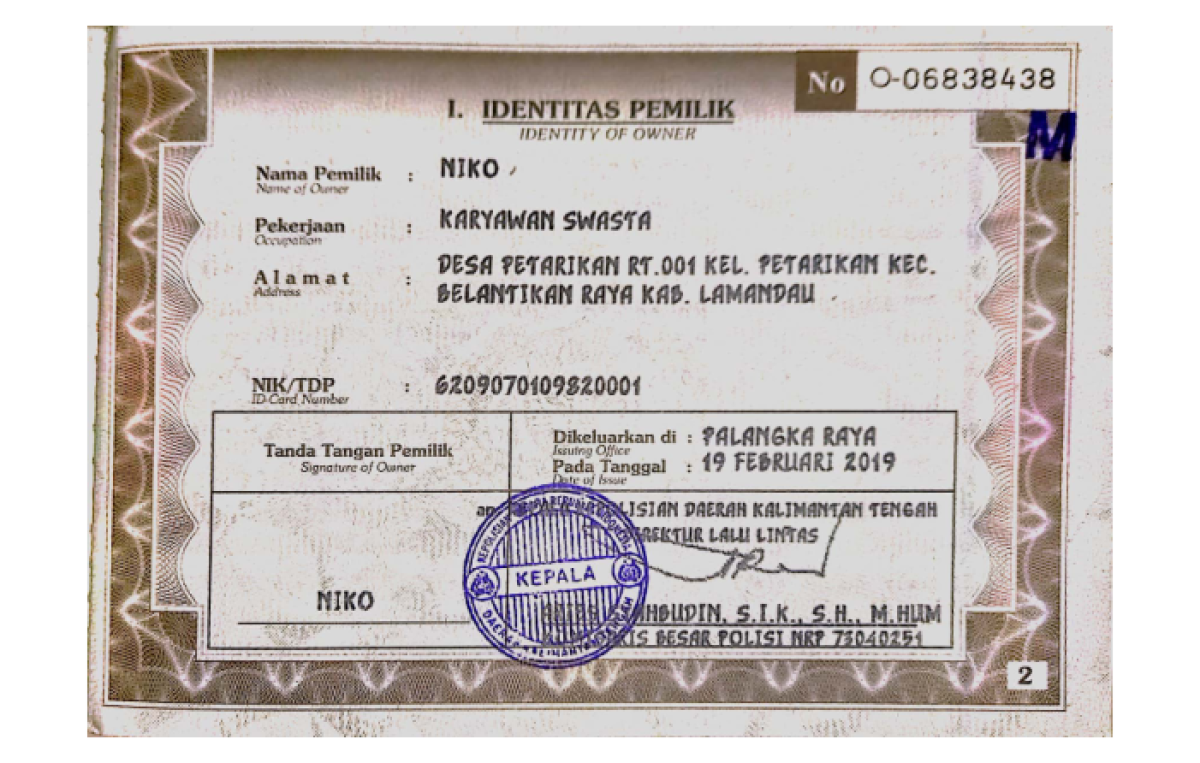 No O-06838438
I. IDENTITAS PEMILIK
IDENTITY OF OWNER
M
Nama Pemilik : NIKO
Name of Owner
Pekerjaan : KARYAWAN SWASTA
Occupation
Alamat : DESA PETARIKAN RT.001 KEL. PETARIKAN KEC.
Address
BELANTIKAN RAYA KAB. LAMANDAU
NIK/TDP : 6209070109820001
ID Card Number
Tanda Tangan Pemilik
Signature of Owner
Dikeluarkan di : PALANGKA RAYA
Issuing Office
Pada Tanggal : 19 FEBRUARI 2019
Date of Issue
DAERAH KALIMANTAN TENGAH
LALU LINTAS
KEPALA
NIKO
S.I.K., S.H., M.HUM
BESAR POLISI NRP 73040251
2